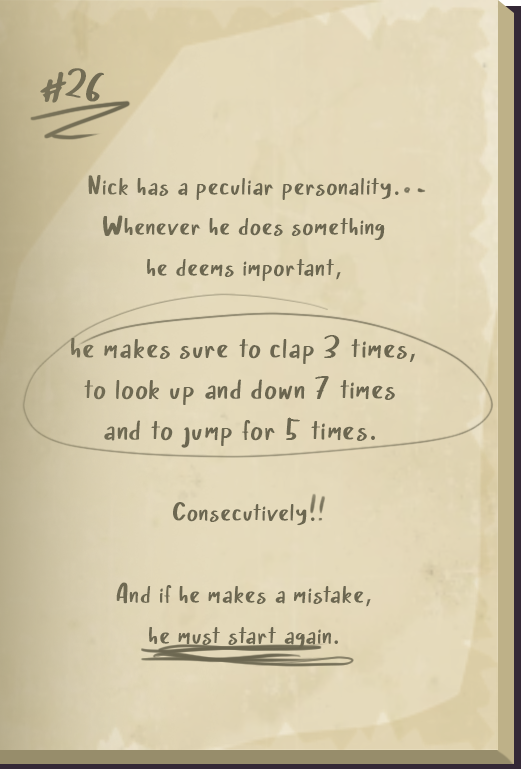 #26
Nick has a peculiar personality...
Whenever he does something
he deems important,
he makes sure to clap 3 times,
to look up and down 7 times
and to jump for 5 times.
Consecutively!!
And if he makes a mistake,
he must start again.